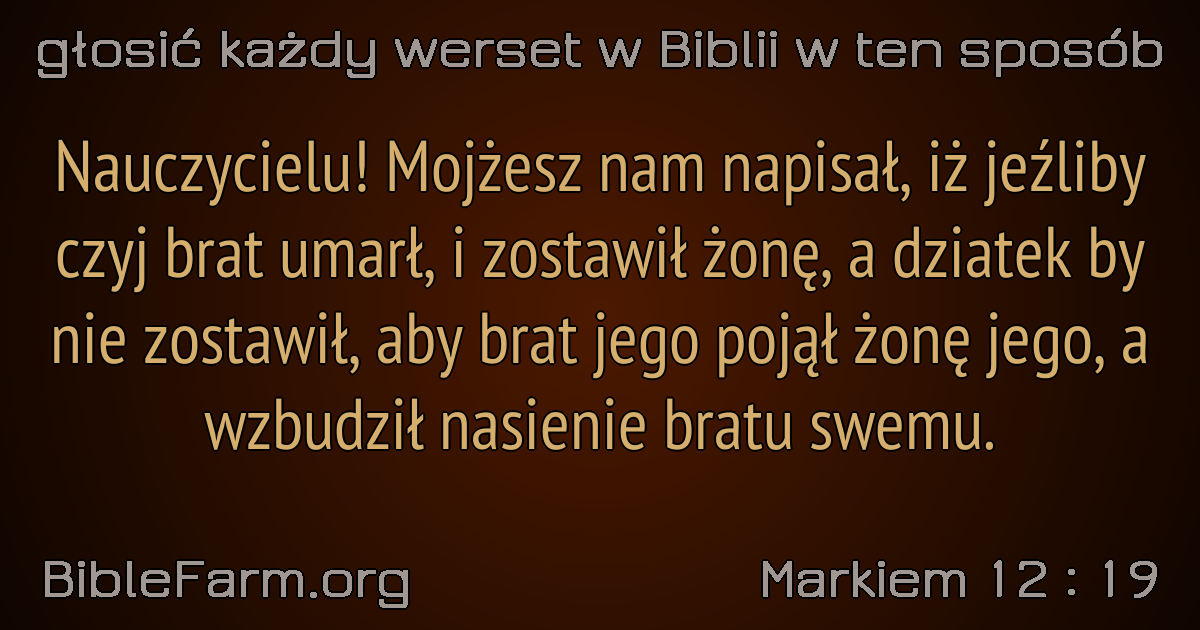 głosić każdy werset w Biblii w ten sposób
Nauczycielu! Mojżesz nam napisał, iż jeźliby
czyj brat umarł, i zostawił żonę, a dziatek by
nie zostawił, aby brat jego pojął żonę jego, a
wzbudził nasienie bratu swemu.
BibleFarm.org
Markiem 12 : 19